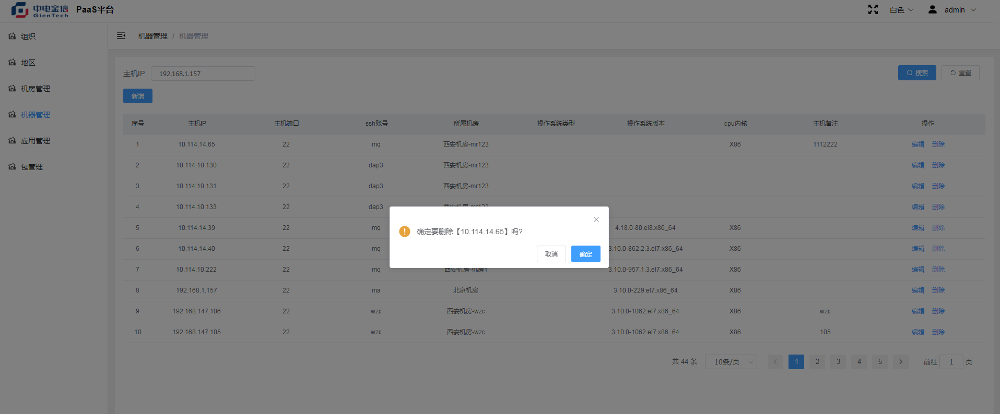 中电金信 GienTech PaaS平台 白色 admin
组织
地区
机房管理
机器管理
应用管理
包管理
机器管理 / 机器管理
主机IP 192.168.1.157 搜索 重置
新增
序号 主机IP 主机端口 ssh账号 所属机房 操作系统类型 操作系统版本 cpu内核 主机备注 操作
1 10.114.14.65 22 mq 西安机房-mr123 X86 1112222 编辑 删除
2 10.114.10.130 22 dap3 西安机房-mr123 编辑 删除
3 10.114.10.131 22 dap3 西安机房-mr123 编辑 删除
4 10.114.10.133 22 dap3 西安机房-mr123 编辑 删除
5 10.114.14.39 22 mq 4.18.0-80.el8.x86_64 X86 编辑 删除
6 10.114.14.40 22 mq 3.10.0-862.2.3.el7.x86_64 X86 编辑 删除
7 10.114.10.222 22 mq 西安机房-机房1 3.10.0-957.1.3.el7.x86_64 X86 编辑 删除
8 192.168.1.157 22 ma 北京机房 3.10.0-229.el7.x86_64 X86 编辑 删除
9 192.168.147.106 22 wzc 西安机房-wzc 3.10.0-1062.el7.x86_64 X86 wzc 编辑 删除
10 192.168.147.105 22 wzc 西安机房-wzc 3.10.0-1062.el7.x86_64 X86 105 编辑 删除
确定要删除【10.114.14.65】吗?
取消 确定
共 44 条 10条/页 1 2 3 4 5 前往 1 页